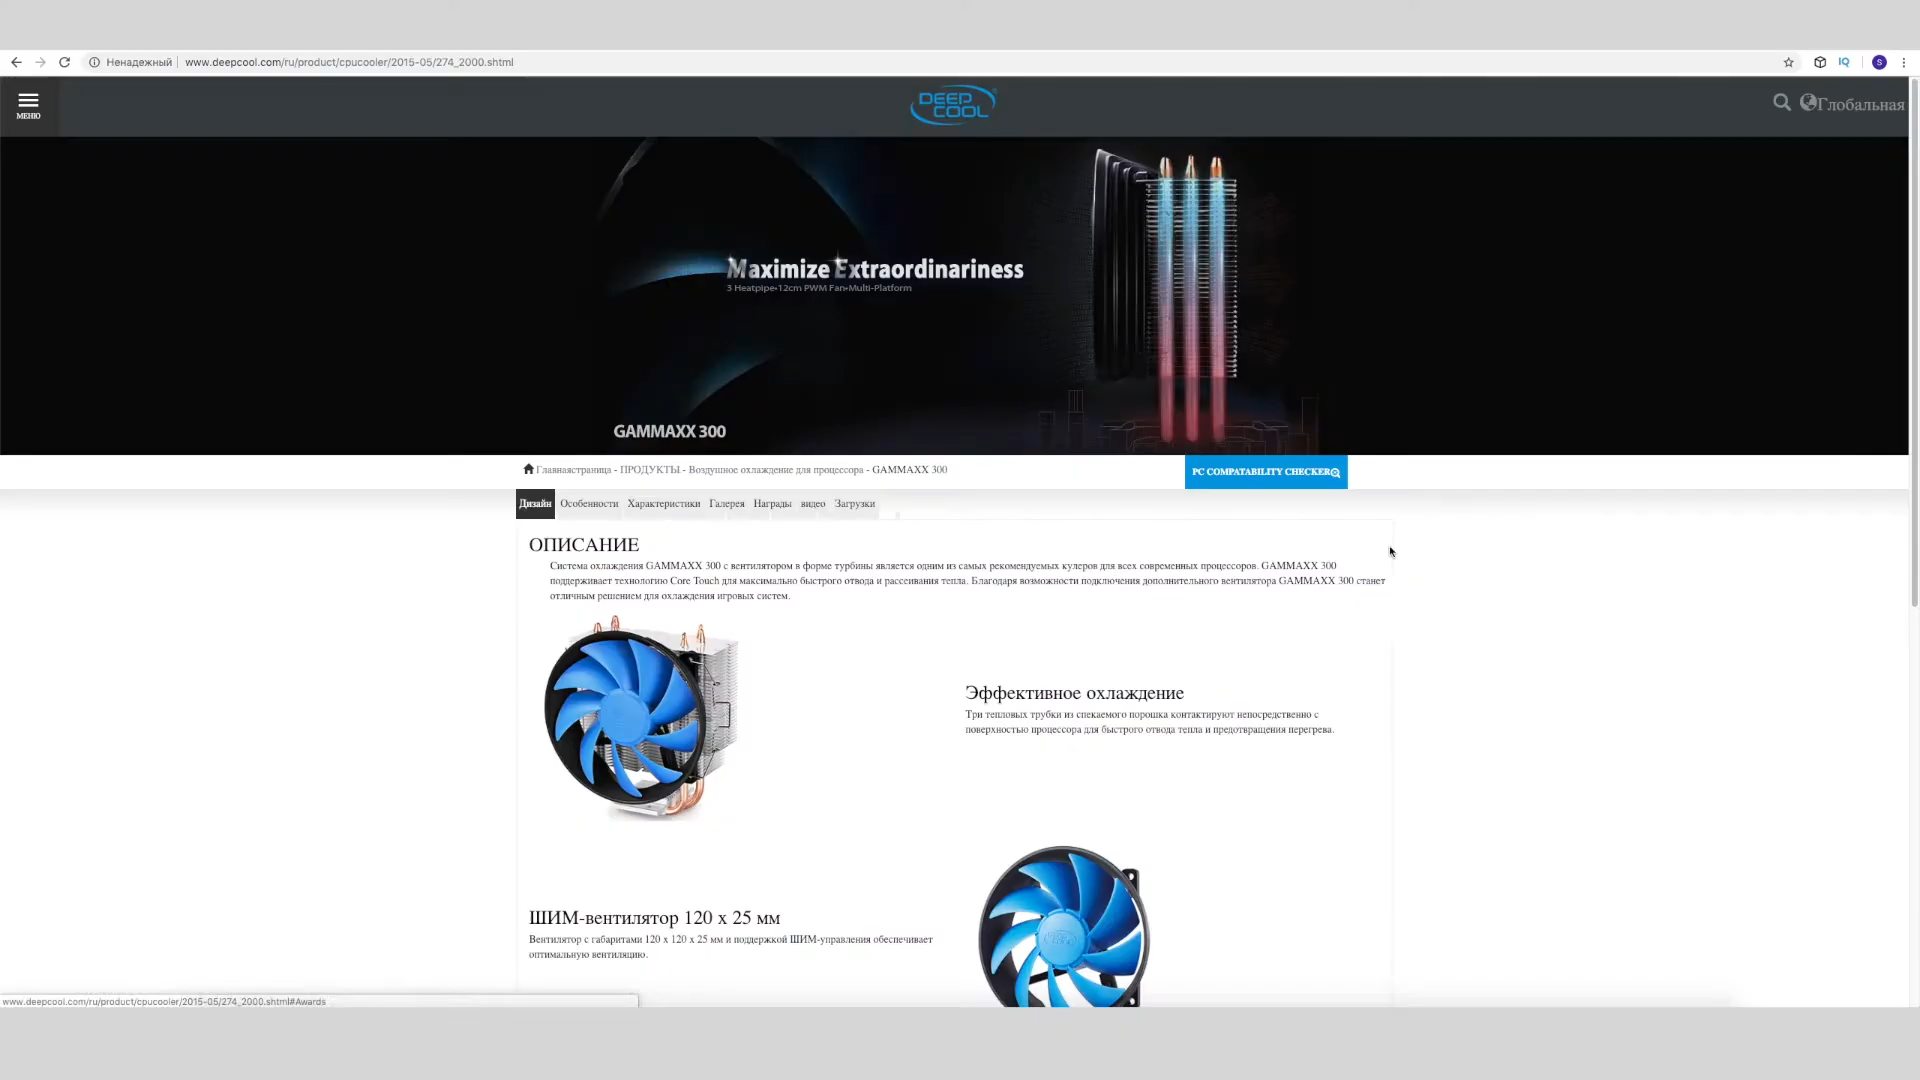 Ненадежный
www.deepcool.com/ru/product/cpucooler/2015-05/274_2000.shtml
IQ
S
МЕНЮ
DEEP
COOL
Глобальная
Maximize Extraordinariness
3 Heatpipe•12cm PWM Fan•Multi-Platform
GAMMAXX 300
Главнаястраница - ПРОДУКТЫ - Воздушное охлаждение для процессора - GAMMAXX 300
PC COMPATABILITY CHECKER
Дизайн Особенности Характеристики Галерея Награды видео Загрузки
ОПИСАНИЕ
Система охлаждения GAMMAXX 300 с вентилятором в форме турбины является одним из самых рекомендуемых кулеров для всех современных процессоров. GAMMAXX 300
поддерживает технологию Core Touch для максимально быстрого отвода и рассеивания тепла. Благодаря возможности подключения дополнительного вентилятора GAMMAXX 300 станет
отличным решением для охлаждения игровых систем.
Эффективное охлаждение
Три тепловых трубки из спекаемого порошка контактируют непосредственно с
поверхностью процессора для быстрого отвода тепла и предотвращения перегрева.
ШИМ-вентилятор 120 x 25 мм
Вентилятор с габаритами 120 x 120 x 25 мм и поддержкой ШИМ-управления обеспечивает
оптимальную вентиляцию.
www.deepcool.com/ru/product/cpucooler/2015-05/274_2000.shtml#Awards